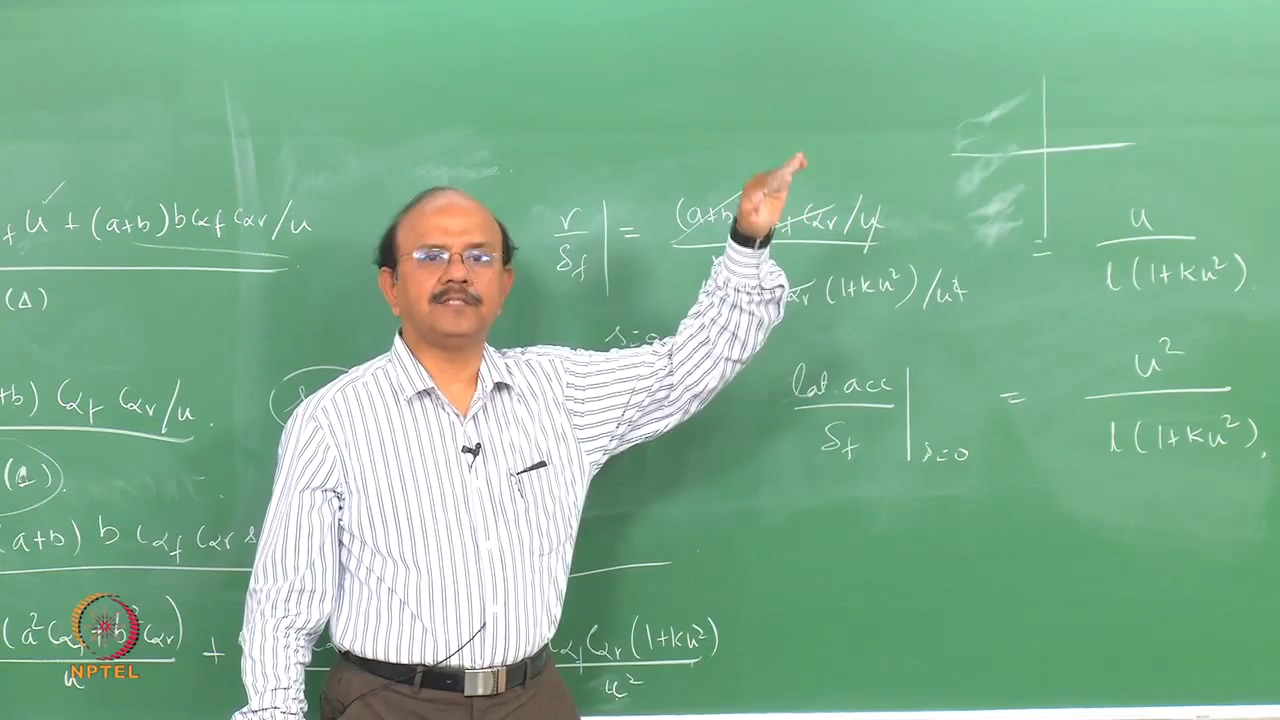 f u + (a+b) b Cαf Cαr/u
(Δ)
+b) Cαf Cαr/u.
(Δ).
(a+b) b Cαf Cαr s
(a² Cαf + b² Cαr)
u
+
Cαf Cαr (1+Ku²)
u²
r
δf
=
(a+b) Cαr/u
αr (1+Ku²)/u²
s=0
= u
l(1+Ku²).
lat. acc
δf
s=0
= u²
l(1+Ku²).
NPTEL